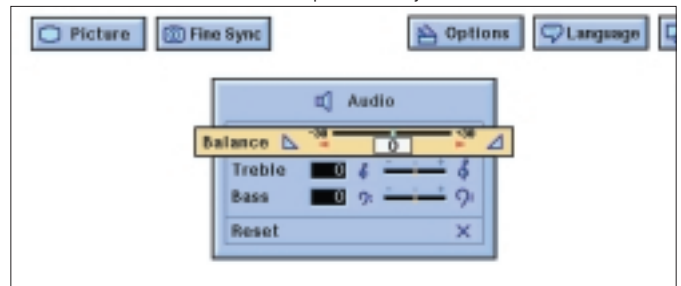 Picture Fine Sync Options Language
Audio
Balance -30 0 +30
Treble 0 - +
Bass 0 - +
Reset